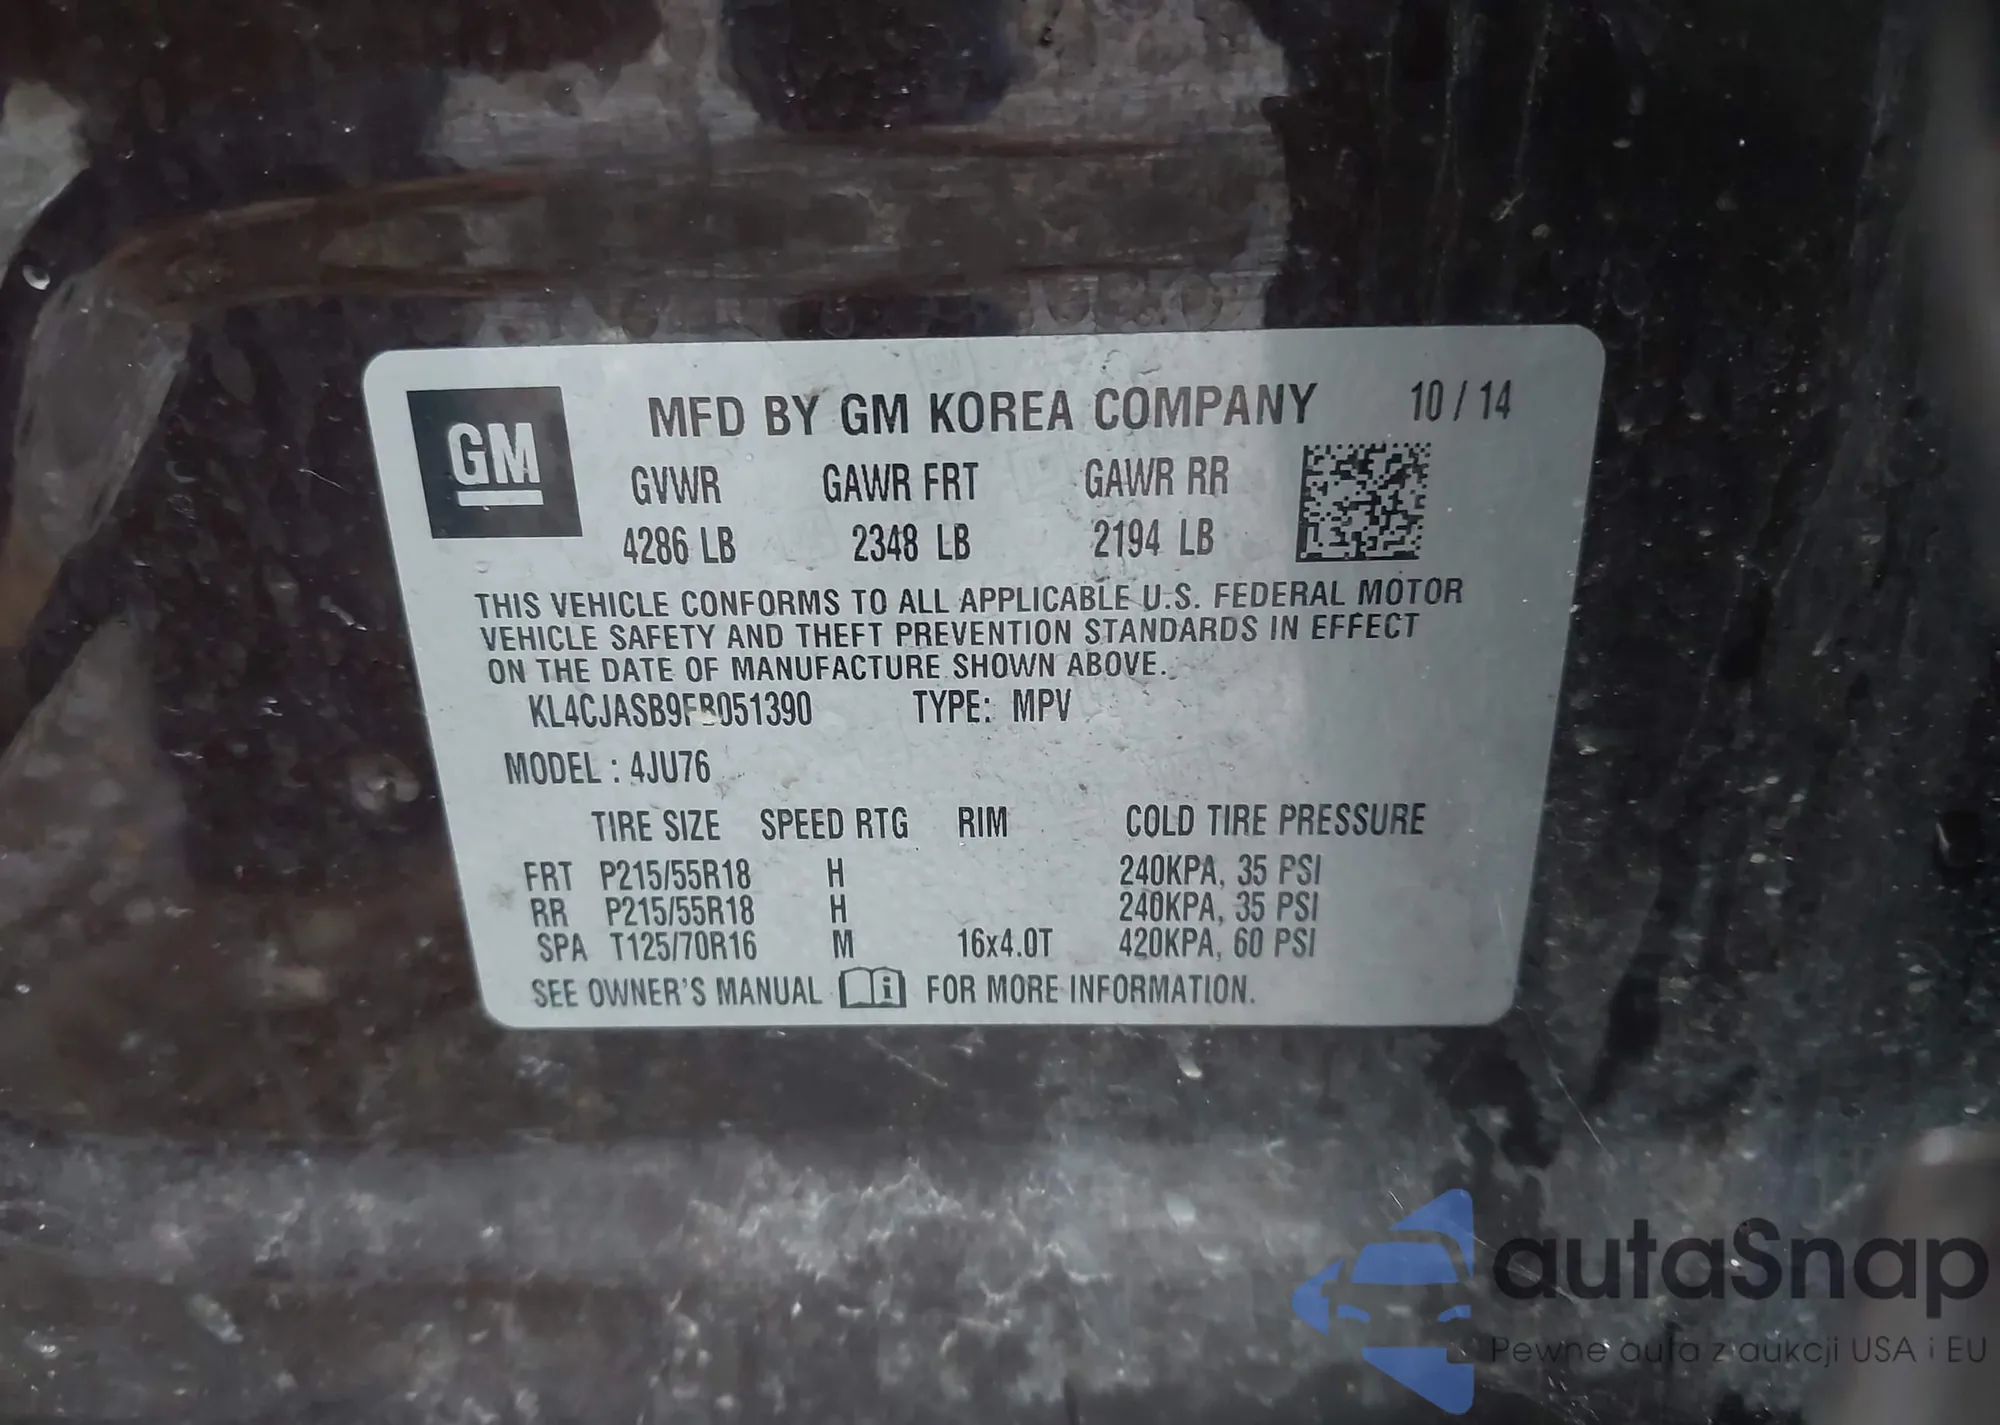 GM
MFD BY GM KOREA COMPANY 10 / 14
GVWR GAWR FRT GAWR RR
4286 LB 2348 LB 2194 LB
THIS VEHICLE CONFORMS TO ALL APPLICABLE U.S. FEDERAL MOTOR
VEHICLE SAFETY AND THEFT PREVENTION STANDARDS IN EFFECT
ON THE DATE OF MANUFACTURE SHOWN ABOVE.
KL4CJASB9FB051390 TYPE: MPV
MODEL : 4JU76
TIRE SIZE SPEED RTG RIM COLD TIRE PRESSURE
FRT P215/55R18 H 240KPA, 35 PSI
RR P215/55R18 H 240KPA, 35 PSI
SPA T125/70R16 M 16x4.0T 420KPA, 60 PSI
SEE OWNER'S MANUAL i FOR MORE INFORMATION.
autaSnap
Pewne auta z aukcji USA i EU